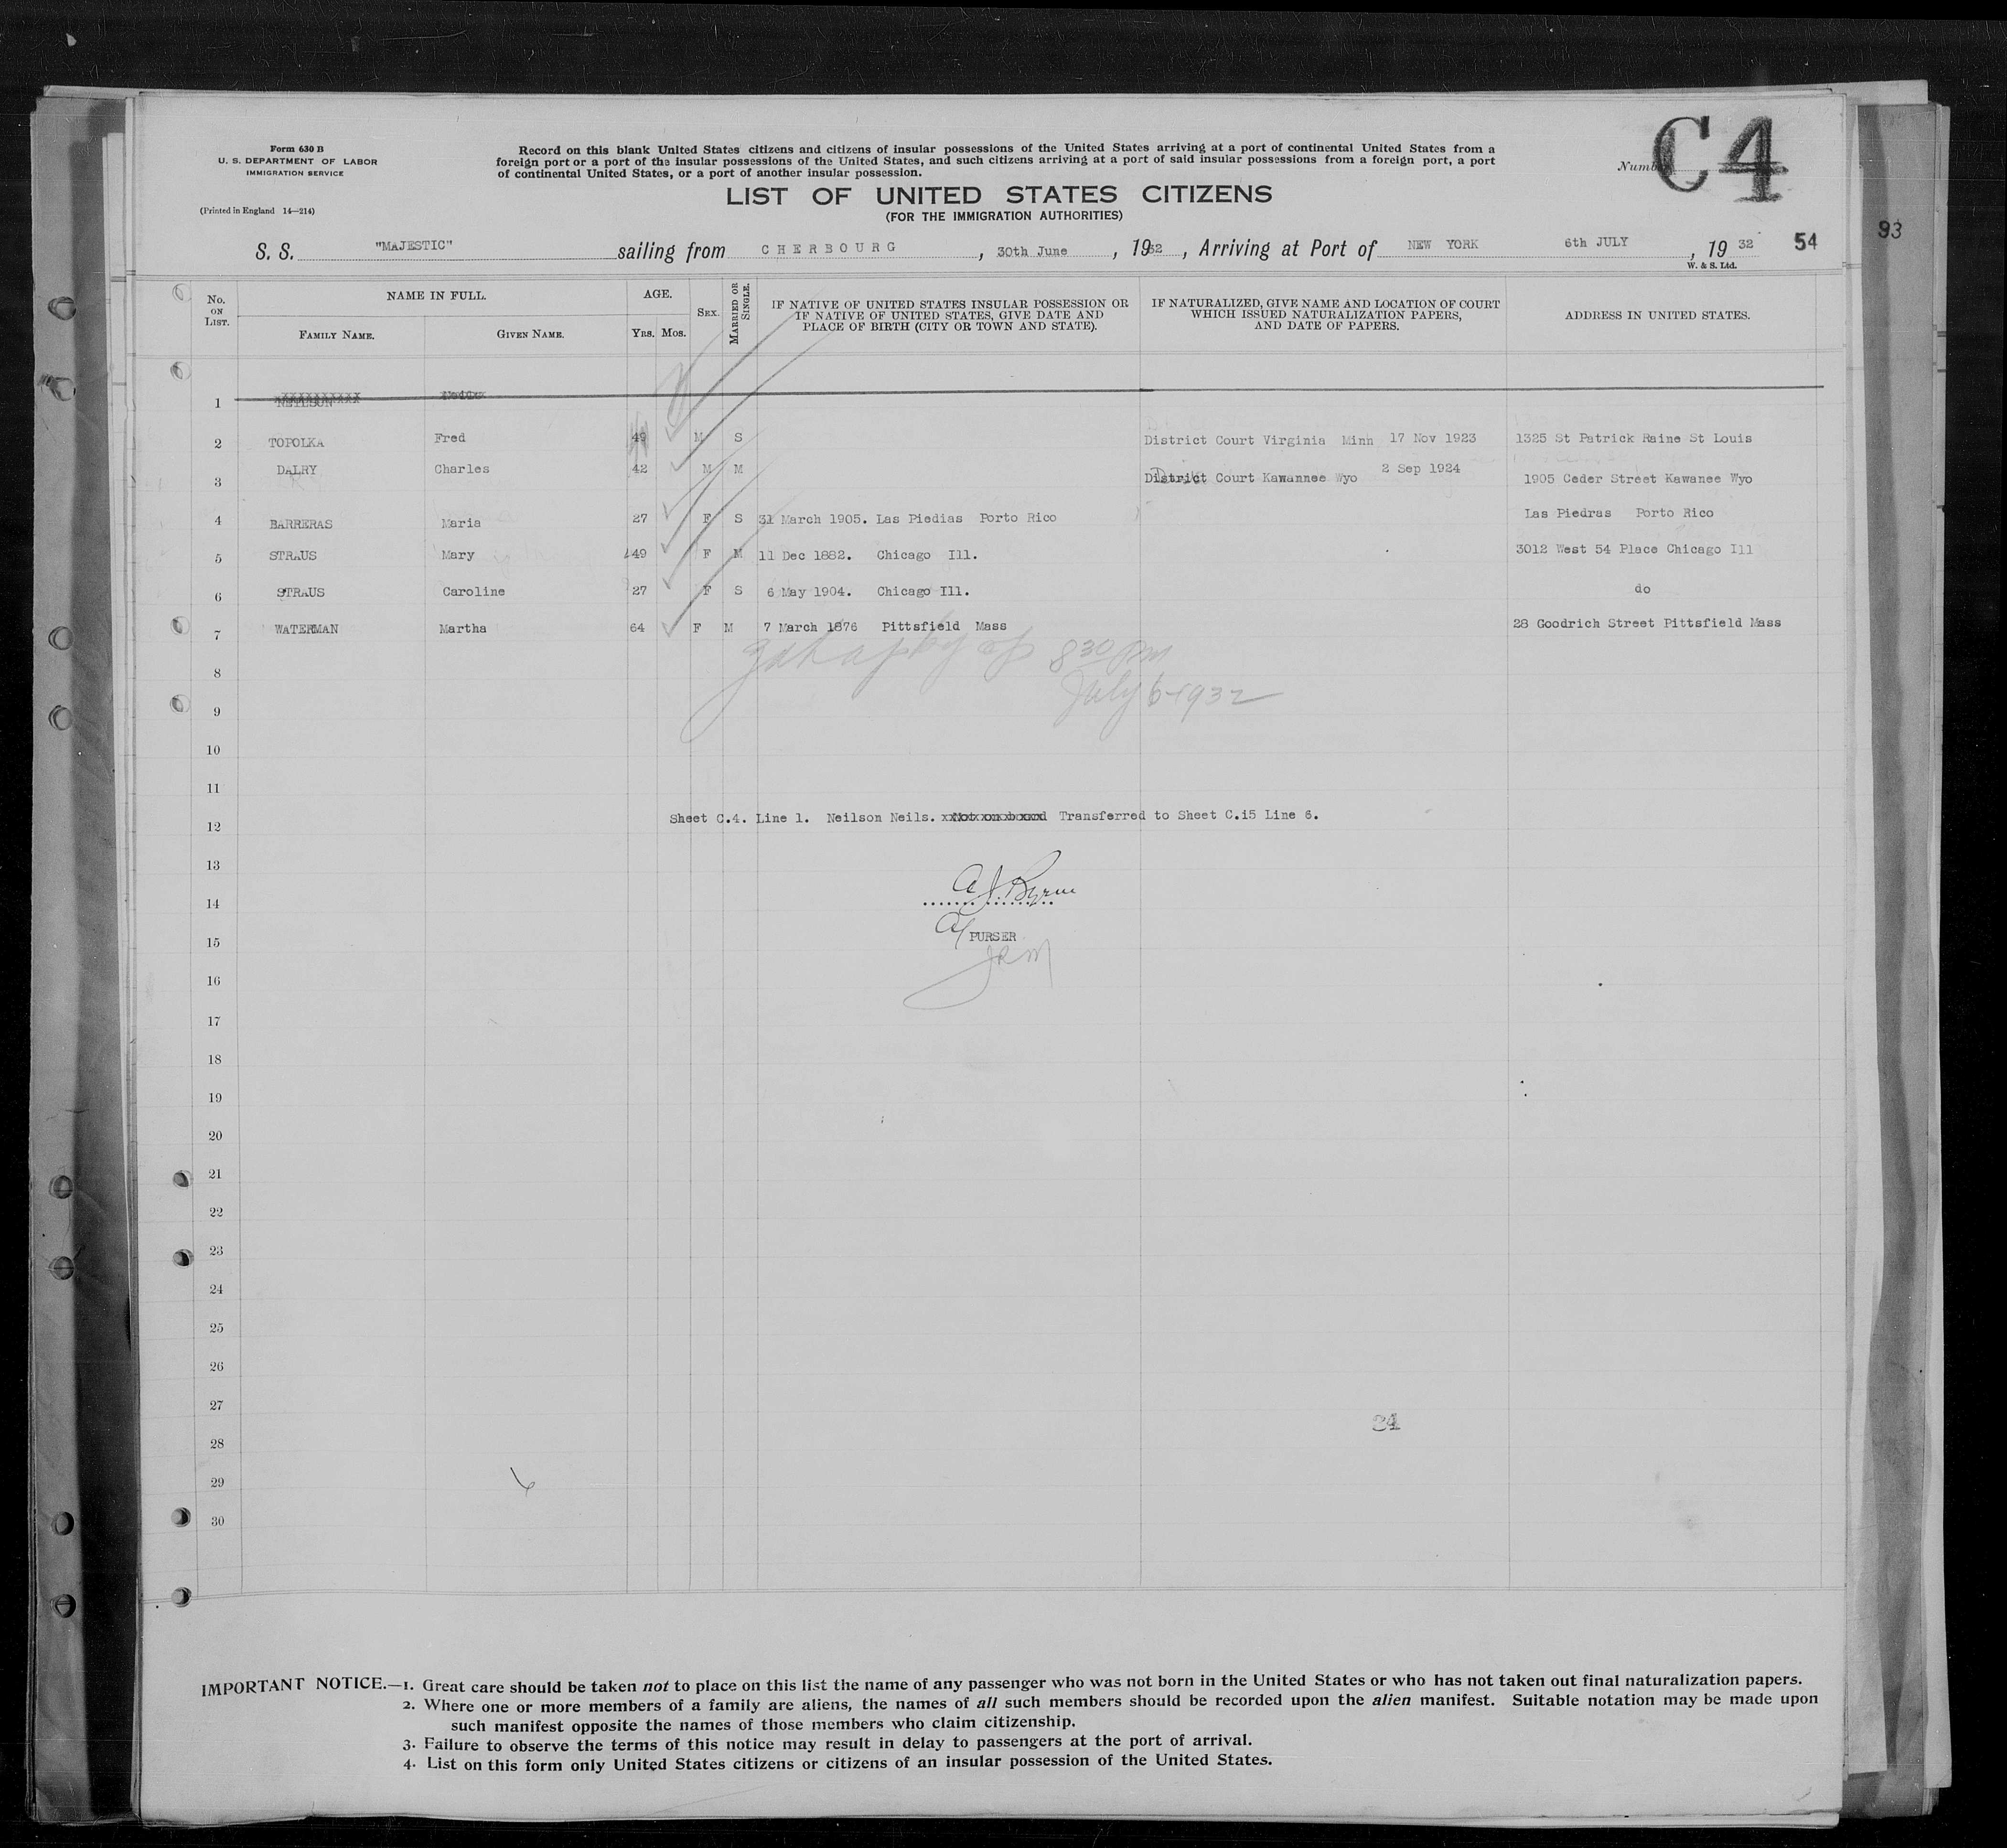 Form 630 B
U. S. DEPARTMENT OF LABOR
IMMIGRATION SERVICE
(Printed in England 14—214)
Record on this blank United States citizens and citizens of insular possessions of the United States arriving at a port of continental United States from a
foreign port or a port of the insular possessions of the United States, and such citizens arriving at a port of said insular possessions from a foreign port, a port
of continental United States, or a port of another insular possession.
LIST OF UNITED STATES CITIZENS
(FOR THE IMMIGRATION AUTHORITIES)
Number C4
93
S. S. "MAJESTIC" sailing from CHERBOURG, 30th June, 1932, Arriving at Port of NEW YORK 6th JULY, 1932 54
W. & S. Ltd.
No. ON LIST. NAME IN FULL. AGE. SEX. MARRIED OR SINGLE. IF NATIVE OF UNITED STATES INSULAR POSSESSION OR IF NATIVE OF UNITED STATES, GIVE DATE AND PLACE OF BIRTH (CITY OR TOWN AND STATE). IF NATURALIZED, GIVE NAME AND LOCATION OF COURT WHICH ISSUED NATURALIZATION PAPERS, AND DATE OF PAPERS. ADDRESS IN UNITED STATES.
FAMILY NAME. GIVEN NAME. Yrs. Mos.
1 NEILSON
2 TOPOLKA Fred 49 M S District Court Virginia Minn 17 Nov 1923 1325 St Patrick Raine St Louis
3 DALRY Charles 42 M M District Court Kawannee Wyo 2 Sep 1924 1905 Ceder Street Kawanee Wyo
4 BARRERAS Maria 27 F S 31 March 1905. Las Piedias Porto Rico Las Piedras Porto Rico
5 STRAUS Mary 49 F M 11 Dec 1882. Chicago Ill. 3012 West 54 Place Chicago Ill
6 STRAUS Caroline 27 F S 6 May 1904. Chicago Ill. do
7 WATERMAN Martha 64 F M 7 March 1876 Pittsfield Mass 28 Goodrich Street Pittsfield Mass
8 8 30 pm
9 July 6-1932
10
11
12 Sheet C.4. Line 1. Neilson Neils. Not on board Transferred to Sheet C.15 Line 6.
13
14 A J Byrne
15 PURSER
JRM
16
17
18
19
20
21
22
23
24
25
26
27
34
28
29
30
IMPORTANT NOTICE.—1. Great care should be taken not to place on this list the name of any passenger who was not born in the United States or who has not taken out final naturalization papers.
2. Where one or more members of a family are aliens, the names of all such members should be recorded upon the alien manifest. Suitable notation may be made upon
such manifest opposite the names of those members who claim citizenship.
3. Failure to observe the terms of this notice may result in delay to passengers at the port of arrival.
4. List on this form only United States citizens or citizens of an insular possession of the United States.